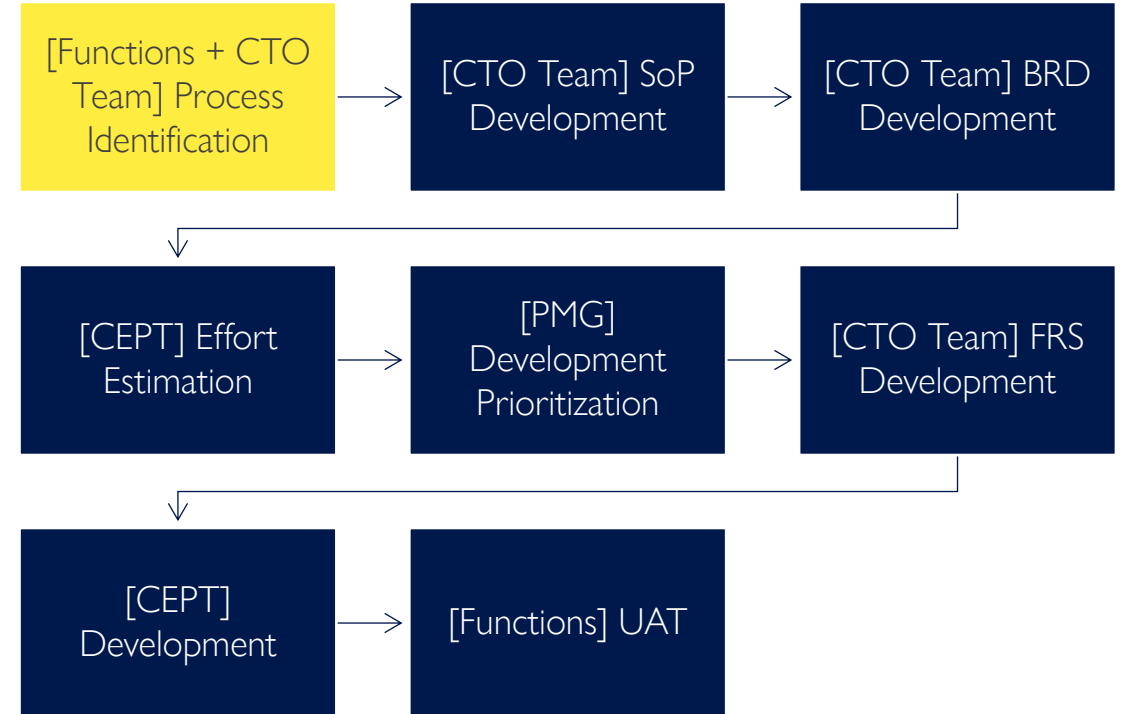 [Functions + CTO
Team] Process
Identification
[CTO Team] SoP
Development
[CTO Team] BRD
Development
[CEPT] Effort
Estimation
[PMG]
Development
Prioritization
[CTO Team] FRS
Development
[CEPT]
Development
[Functions] UAT